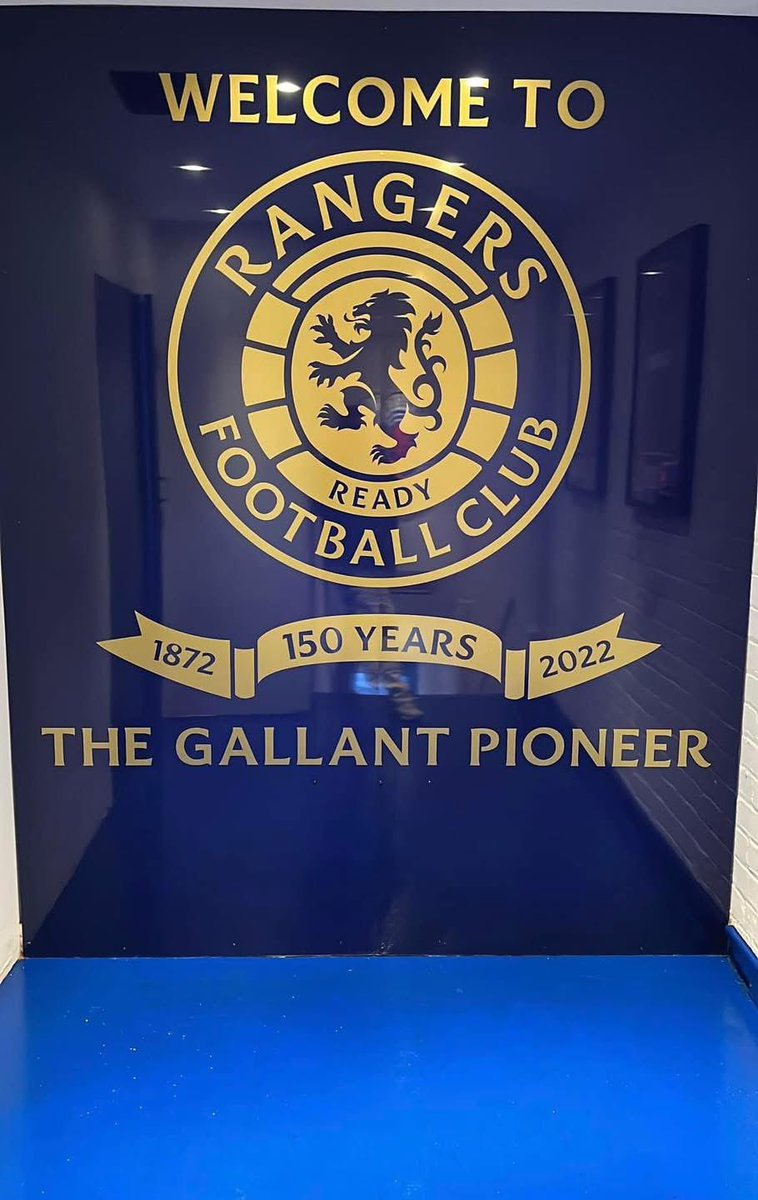 WELCOME TO
RANGERS
READY
FOOTBALL CLUB
1872 150 YEARS 2022
THE GALLANT PIONEER